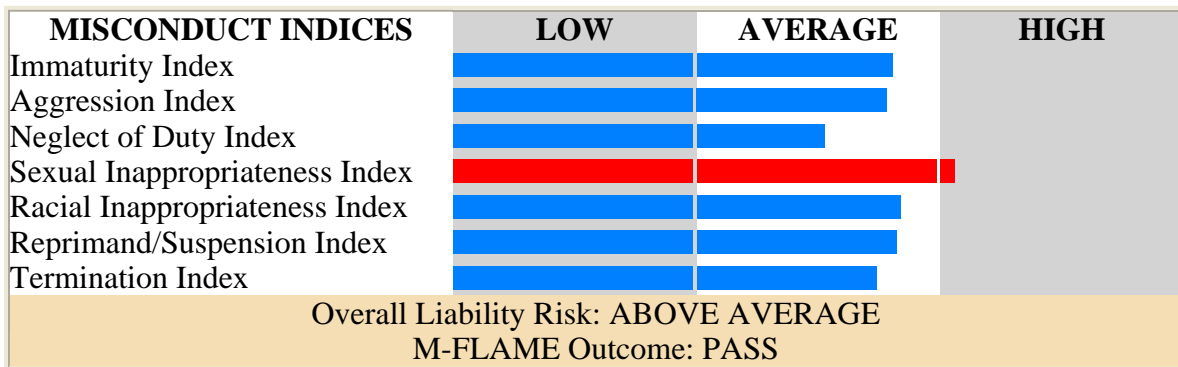 MISCONDUCT INDICES LOW AVERAGE HIGH
Immaturity Index
Aggression Index
Neglect of Duty Index
Sexual Inappropriateness Index
Racial Inappropriateness Index
Reprimand/Suspension Index
Termination Index
Overall Liability Risk: ABOVE AVERAGE
M-FLAME Outcome: PASS